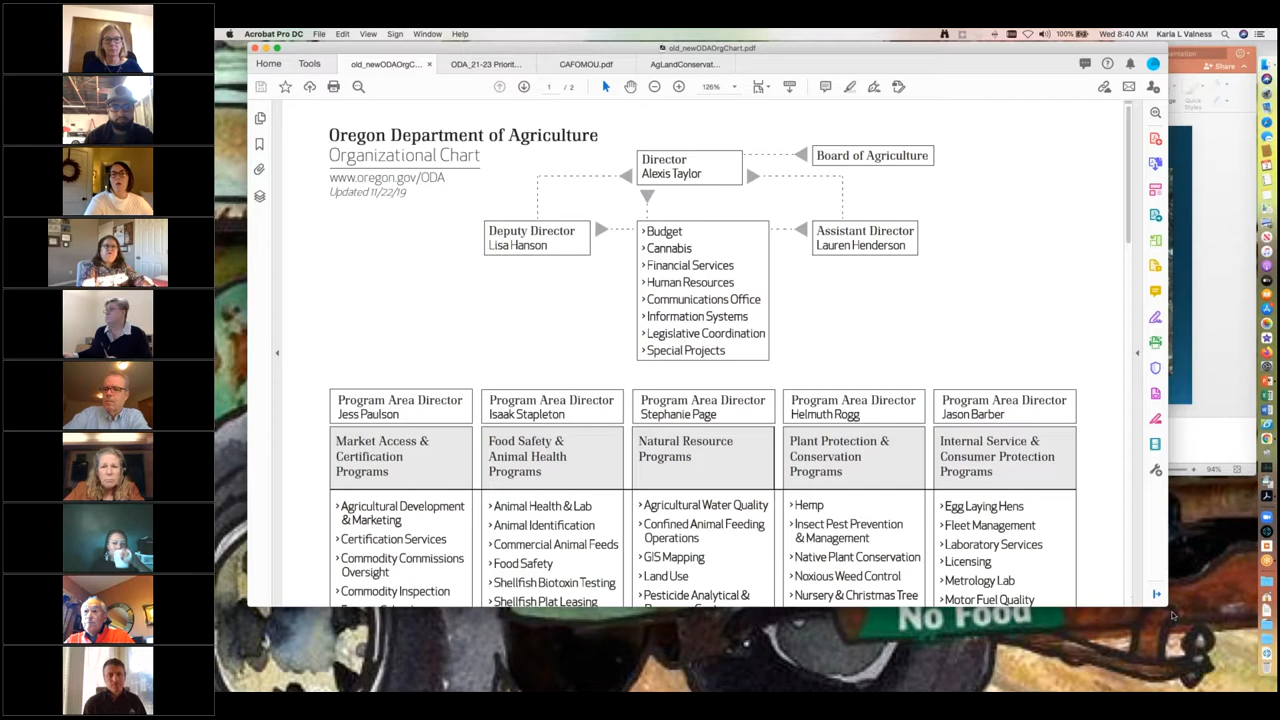 Acrobat Pro DC File Edit View Sign Window Help 100% Wed 8:40 AM Karla L Valness
old_newODAOrgChart.pdf
Home Tools old_newODAOrgC... × ODA_21-23 Priorit... CAFOMOU.pdf AgLandConservat...
Share
1 / 2 126%
Quick Styles
Oregon Department of Agriculture
Organizational Chart
www.oregon.gov/ODA
Updated 11/22/19
Director
Alexis Taylor
Board of Agriculture
Deputy Director
Lisa Hanson
› Budget
› Cannabis
› Financial Services
› Human Resources
› Communications Office
› Information Systems
› Legislative Coordination
› Special Projects
Assistant Director
Lauren Henderson
Program Area Director
Jess Paulson
Market Access &
Certification
Programs
› Agricultural Development
& Marketing
› Certification Services
› Commodity Commissions
Oversight
› Commodity Inspection
Program Area Director
Isaak Stapleton
Food Safety &
Animal Health
Programs
› Animal Health & Lab
› Animal Identification
› Commercial Animal Feeds
› Food Safety
› Shellfish Biotoxin Testing
› Shellfish Plat Leasing
Program Area Director
Stephanie Page
Natural Resource
Programs
› Agricultural Water Quality
› Confined Animal Feeding
Operations
› GIS Mapping
› Land Use
› Pesticide Analytical &
Program Area Director
Helmuth Rogg
Plant Protection &
Conservation
Programs
› Hemp
› Insect Pest Prevention
& Management
› Native Plant Conservation
› Noxious Weed Control
› Nursery & Christmas Tree
Program Area Director
Jason Barber
Internal Service &
Consumer Protection
Programs
› Egg Laying Hens
› Fleet Management
› Laboratory Services
› Licensing
› Metrology Lab
› Motor Fuel Quality
94%
No Food